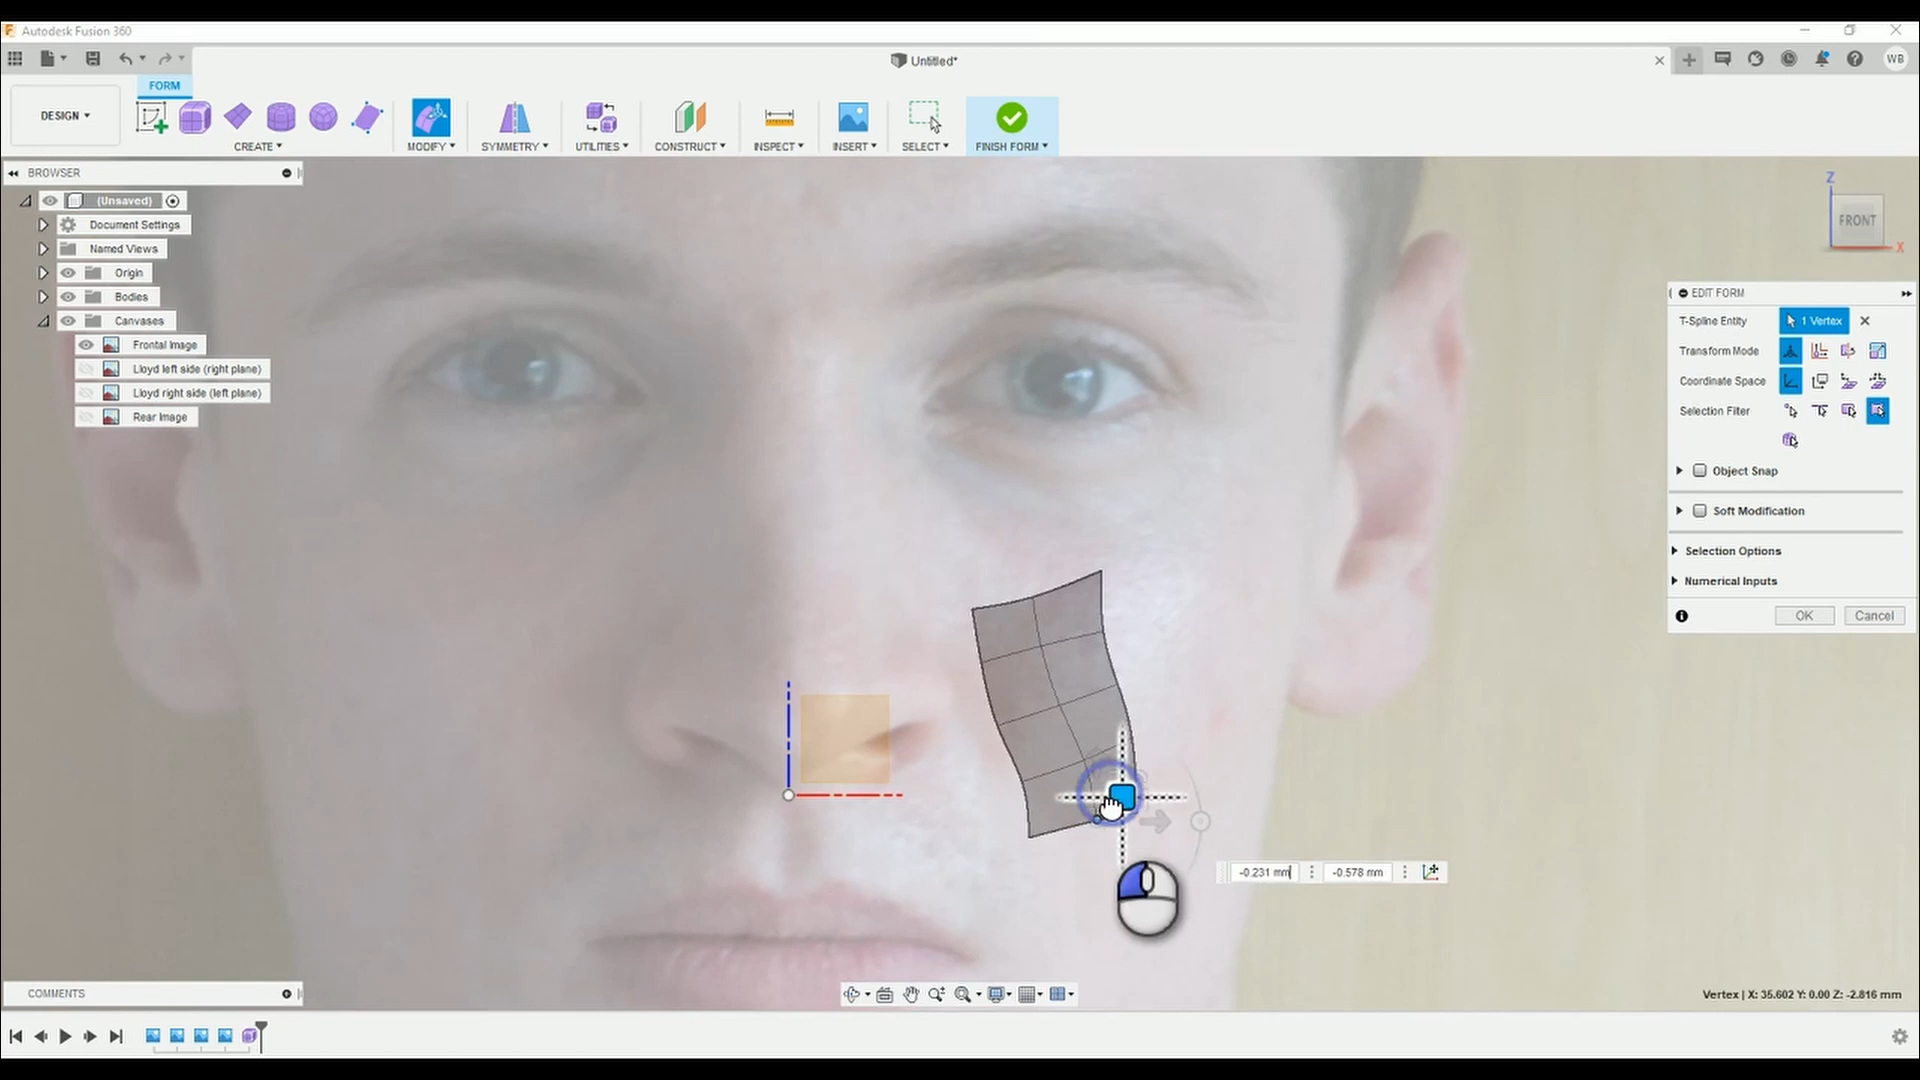 Autodesk Fusion 360
Untitled*
WB
FORM
DESIGN
CREATE
MODIFY
SYMMETRY
UTILITIES
CONSTRUCT
INSPECT
INSERT
SELECT
FINISH FORM
BROWSER
(Unsaved)
Document Settings
Named Views
Origin
Bodies
Canvases
Frontal Image
Lloyd left side (right plane)
Lloyd right side (left plane)
Rear Image
Z
FRONT
X
EDIT FORM
T-Spline Entity
1 Vertex
Transform Mode
Coordinate Space
Selection Filter
Object Snap
Soft Modification
Selection Options
Numerical Inputs
OK
Cancel
-0.231 mm
-0.578 mm
COMMENTS
Vertex | X: 35.602 Y: 0.00 Z: -2.816 mm